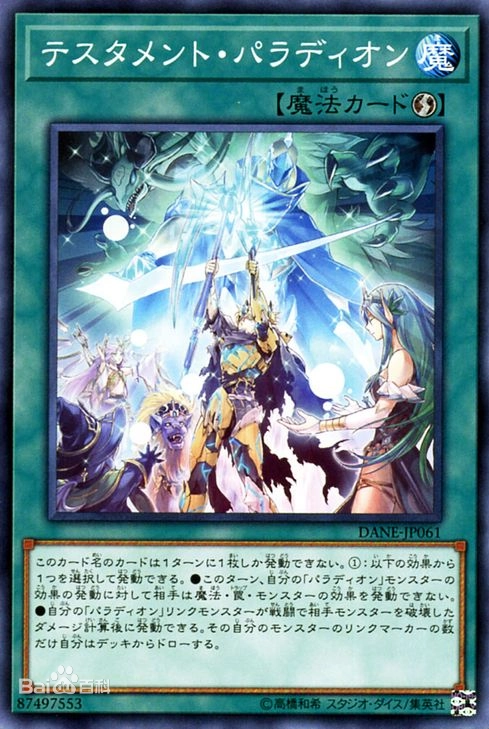 テスタメント・パラディオン 魔
【魔法カード】
DANE-JP061
このカード名のカードは1ターンに1枚しか発動できない。①:以下の効果から
1つを選択して発動できる。●このターン、自分の「パラディオン」モンスター
の効果の発動に対して相手は魔法・罠・モンスターの効果を発動できない。
●自分の「パラディオン」リンクモンスターが戦闘で相手モンスターを破壊した
ダメージ計算後に発動できる。その自分のモンスターのリンクマーカーの数
だけ自分はデッキからドローする。
Bai百科
87497553 ©高橋和希 スタジオ・ダイス/集英社